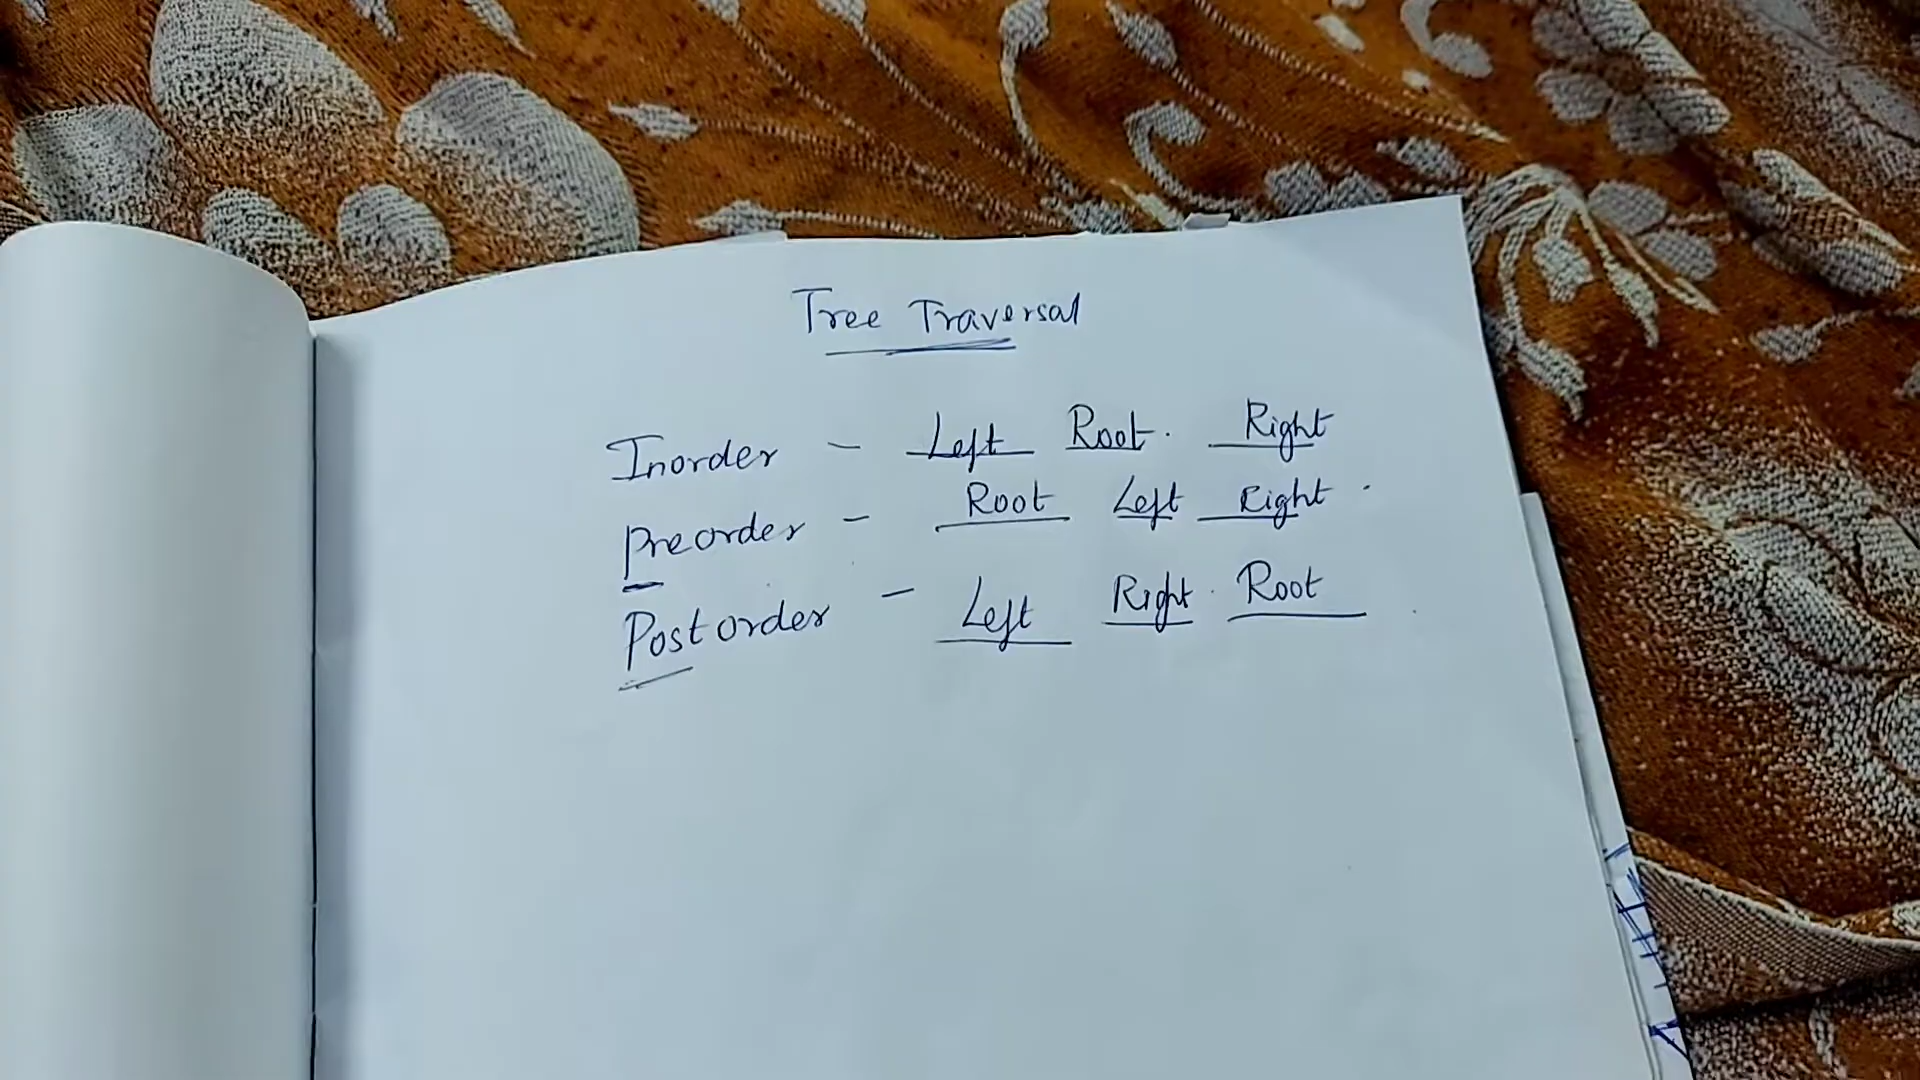 Tree Traversal
Inorder - Left Root. Right
Preorder - Root Left Right.
Postorder - Left Right. Root